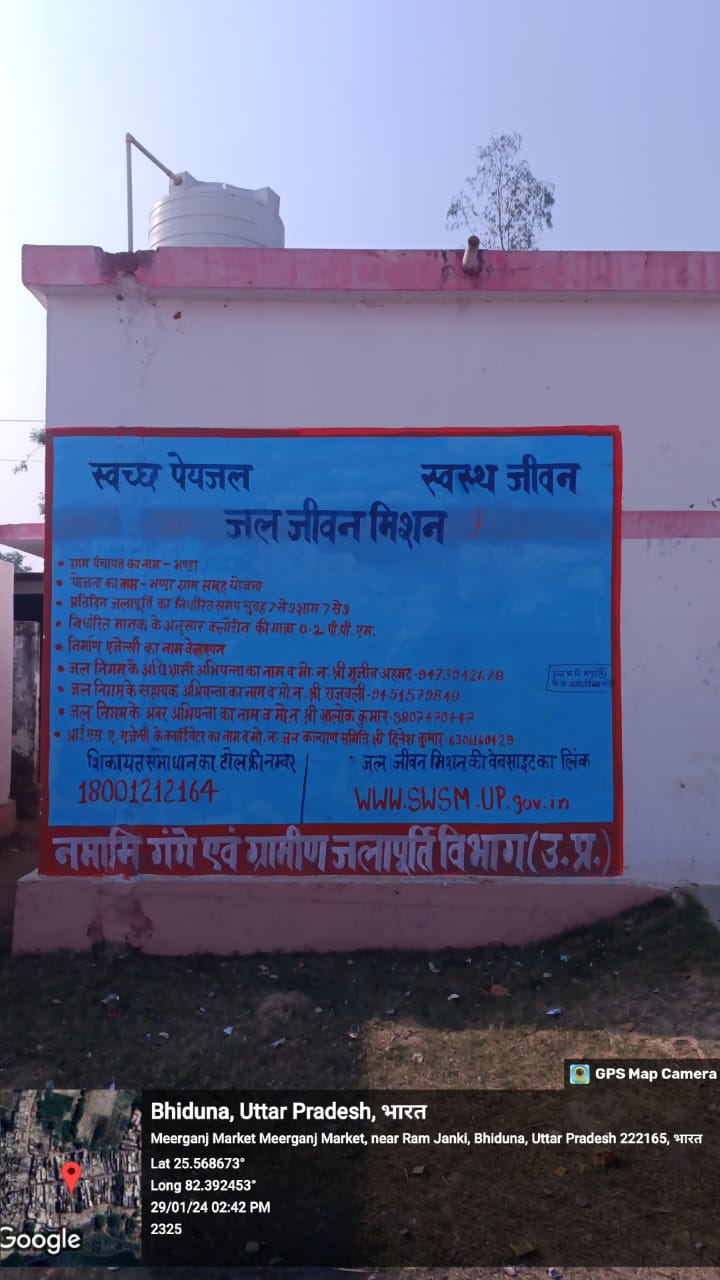 स्वच्छ पेयजल स्वस्थ जीवन
जल जीवन मिशन
• ग्राम पंचायत का नाम - भण्डा
• योजना का नाम - भण्डा ग्राम समूह योजना
• प्रतिदिन जलापूर्ति का निर्धारित समय सुबह 7 से 9 शाम 7 से 9
• निर्धारित मानक के अनुसार क्लोरीन की मात्रा 0.2 पी.पी.एम.
• निर्माण एजेन्सी का नाम वेलस्पन
• जल निगम के अधिशासी अभियन्ता का नाम व मो. न. श्री मुजीब अहमद - 9473942678
• जल निगम के सहायक अभियन्ता का नाम व मो. न. श्री राजवली - 9451579849
• जल निगम के अवर अभियन्ता का नाम व मो.न. श्री आलोक कुमार - 9807470447
• आई.एस.ए. एजेन्सी के क्वार्डिनेटर का नाम व मो. न. जन कल्याण समिति श्री दिनेश कुमार - 6306160429
शिकायत समाधान का टोल फ्री नम्बर
18001212164
जल जीवन मिशन की वेबसाइट का लिंक
WWW.SWSM.UP.gov.in
नमामि गंगे एवं ग्रामीण जलापूर्ति विभाग (उ.प्र.)
GPS Map Camera
Bhiduna, Uttar Pradesh, भारत
Meerganj Market Meerganj Market, near Ram Janki, Bhiduna, Uttar Pradesh 222165, भारत
Lat 25.568673°
Long 82.392453°
29/01/24 02:42 PM
2325
Google